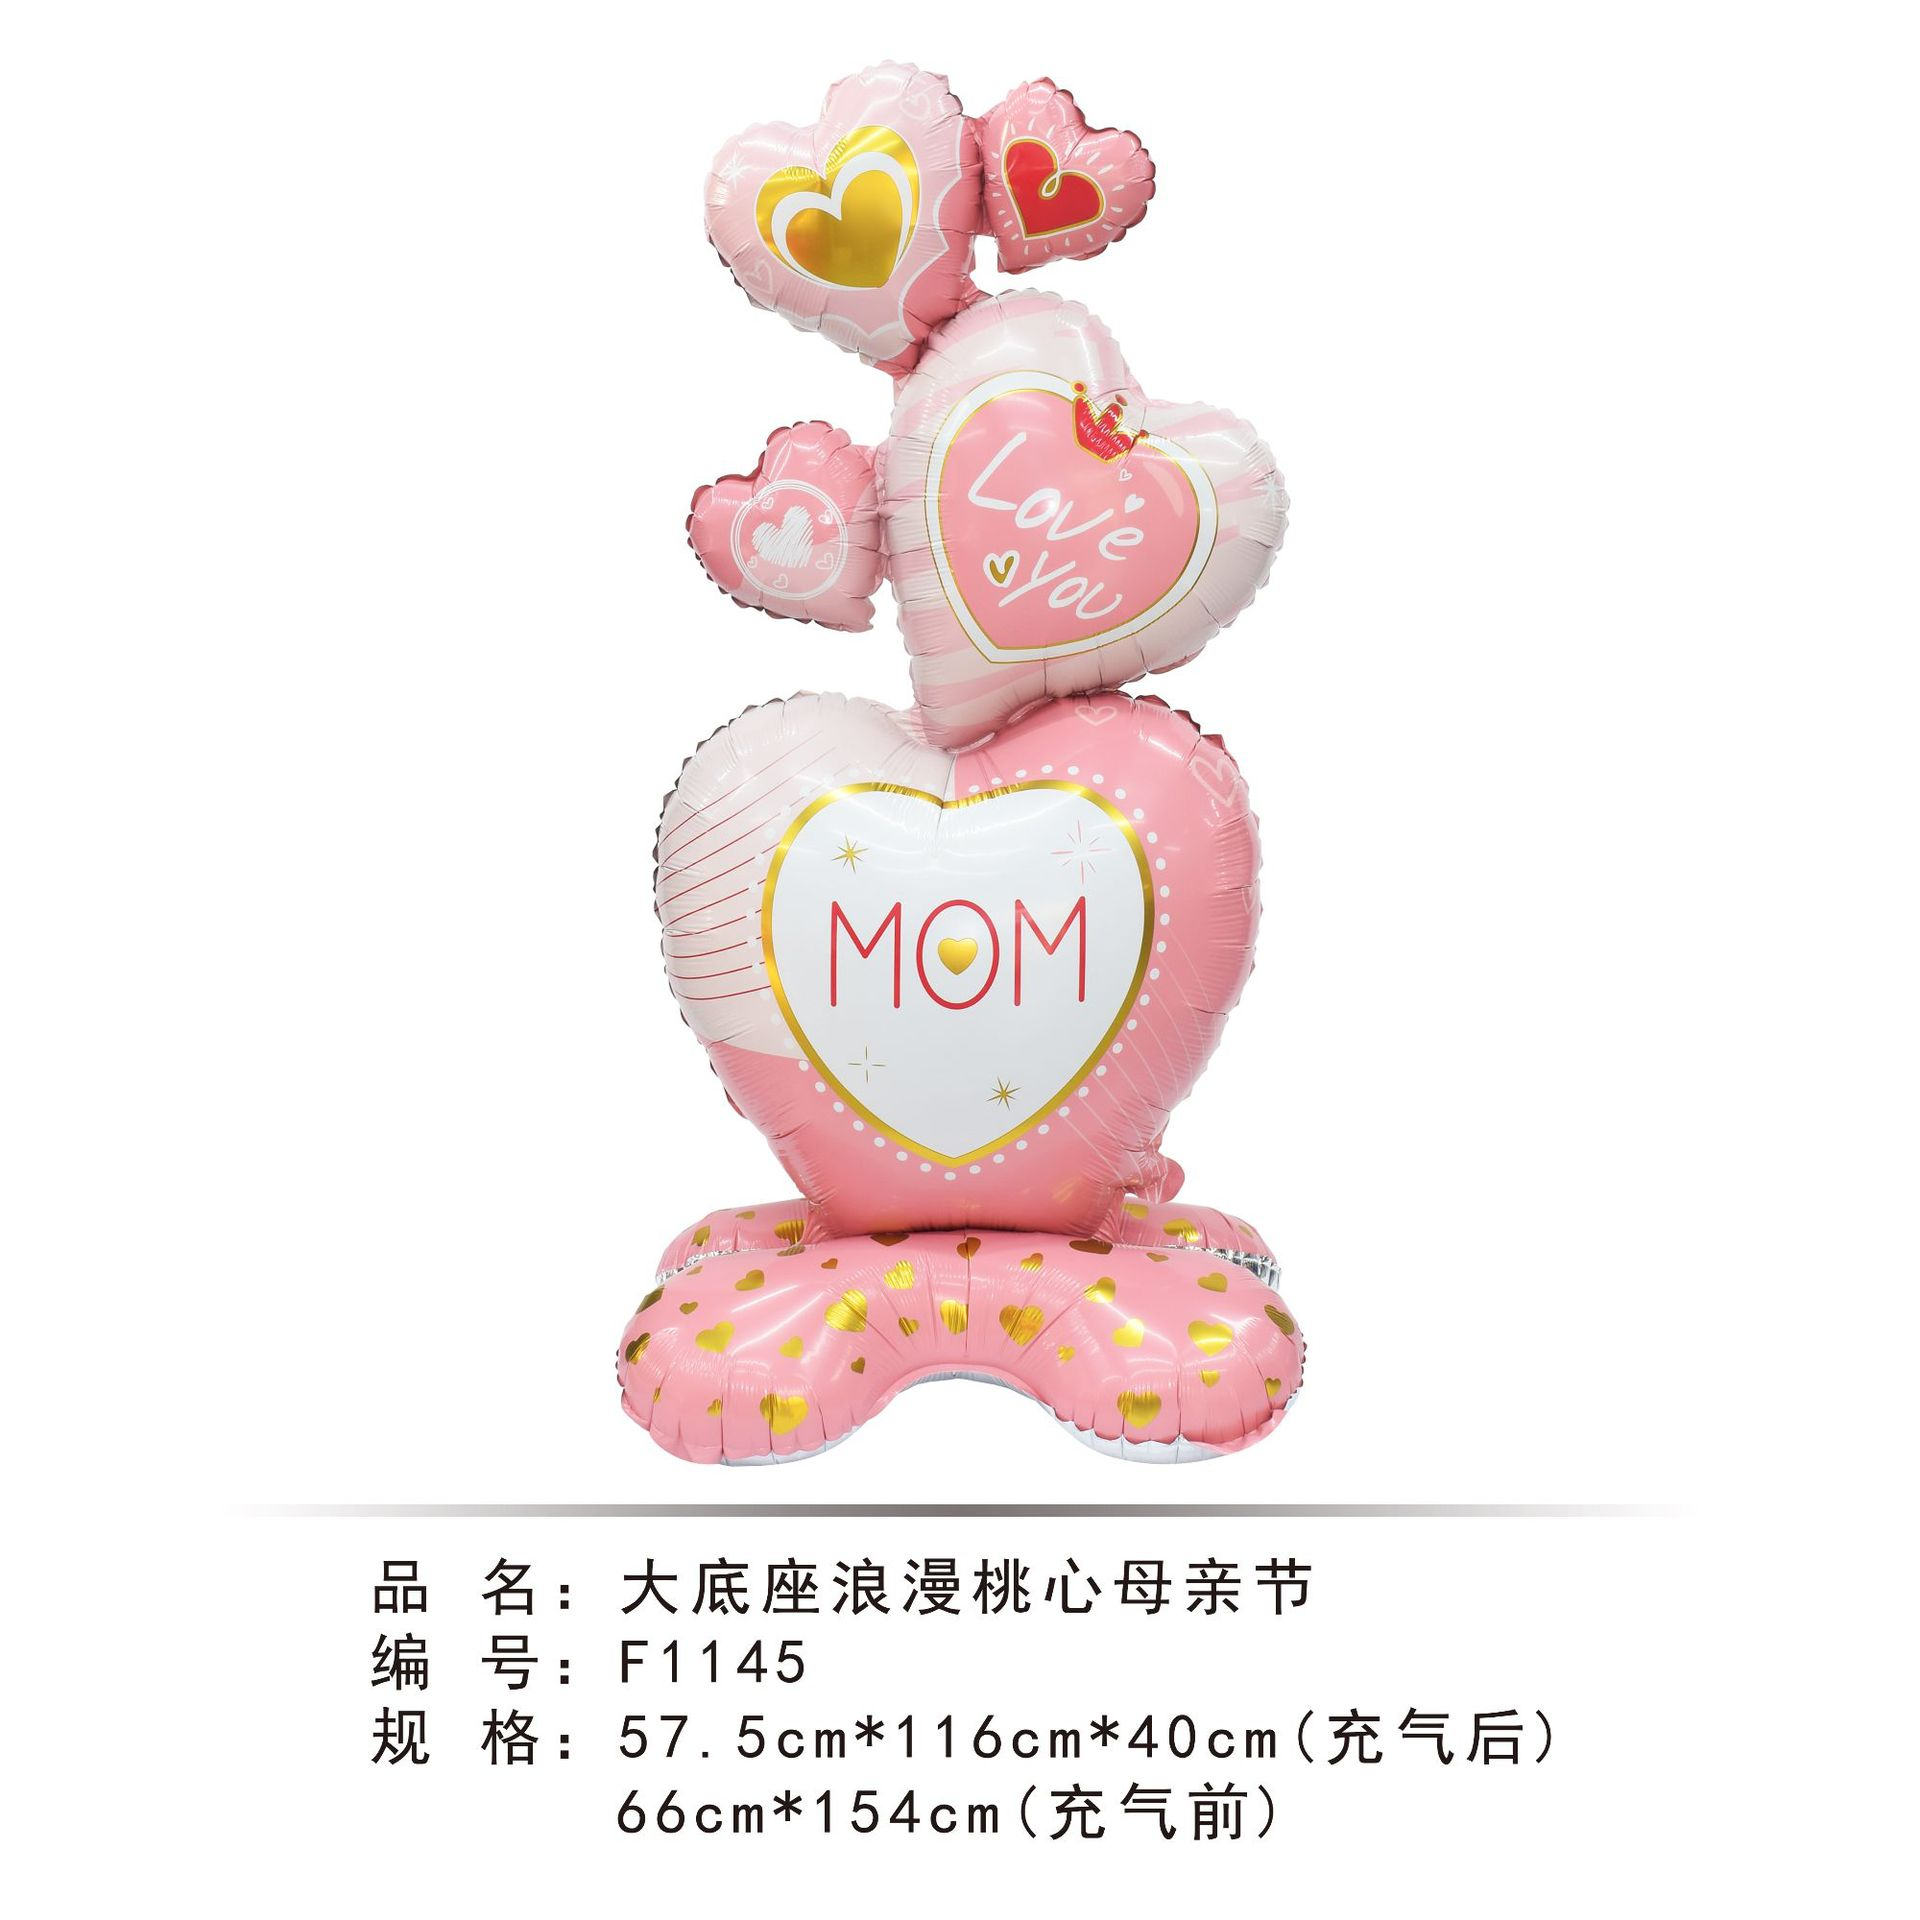 Love
you
MOM
品 名：大底座浪漫桃心母亲节
编 号：F1145
规 格：57.5cm*116cm*40cm(充气后)
66cm*154cm(充气前)